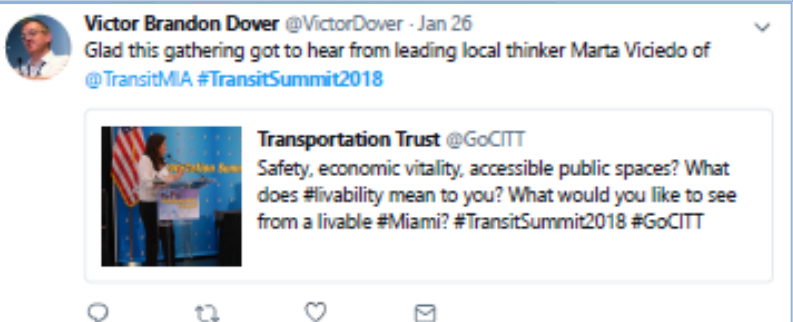 Victor Brandon Dover @VictorDover · Jan 26
Glad this gathering got to hear from leading local thinker Marta Viciedo of
@TransitMIA #TransitSummit2018
Transportation Trust @GoCITT
Safety, economic vitality, accessible public spaces? What
does #livability mean to you? What would you like to see
from a livable #Miami? #TransitSummit2018 #GoCITT